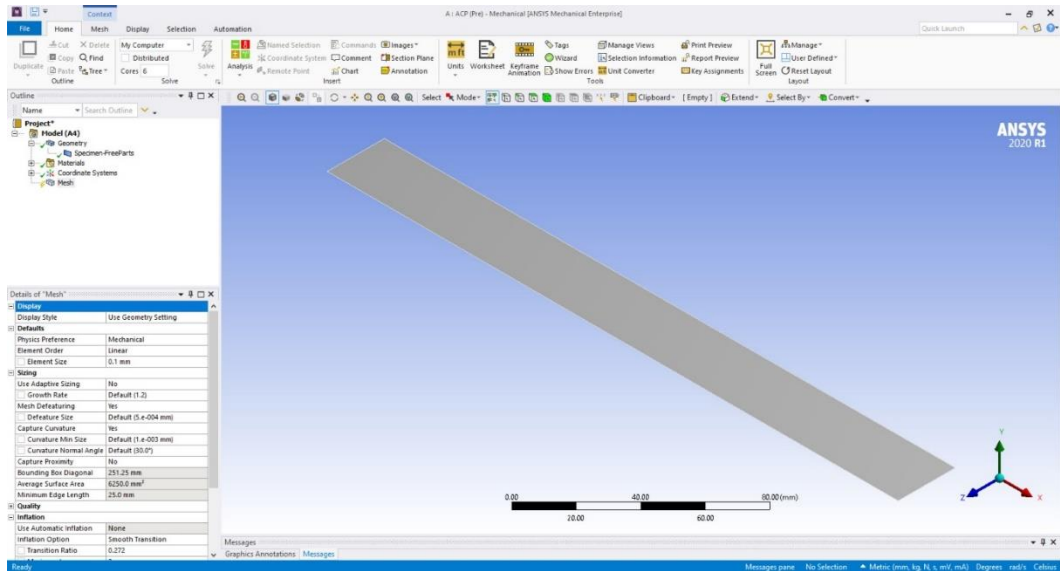 Context
A : ACP (Pre) - Mechanical [ANSYS Mechanical Enterprise]
File Home Mesh Display Selection Automation
Quick Launch
Duplicate
Cut
Copy
Paste
X Delete
Find
Tree
Outline
My Computer
Distributed
Cores 6
Solve
Solve
Analysis
Named Selection
Coordinate System
Remote Point
Commands
Comment
Chart
Images
Section Plane
Annotation
Insert
Units
Worksheet
Keyframe
Animation
Tags
Wizard
Show Errors
Manage Views
Selection Information
Unit Converter
Print Preview
Report Preview
Key Assignments
Tools
Full
Screen
Manage
User Defined
Reset Layout
Layout
Outline
Name
Search Outline
Select Mode Clipboard [Empty] Extend Select By Convert
Project*
Model (A4)
Geometry
Specimen-FreeParts
Materials
Coordinate Systems
Mesh
ANSYS
2020 R1
Details of "Mesh"
Display
Display Style Use Geometry Setting
Defaults
Physics Preference Mechanical
Element Order Linear
Element Size 0.1 mm
Sizing
Use Adaptive Sizing No
Growth Rate Default (1.2)
Mesh Defeaturing Yes
Defeature Size Default (5.e-004 mm)
Capture Curvature Yes
Curvature Min Size Default (1.e-003 mm)
Curvature Normal Angle Default (30.0°)
Capture Proximity No
Bounding Box Diagonal 251.25 mm
Average Surface Area 6250.0 mm²
Minimum Edge Length 25.0 mm
Quality
Inflation
Use Automatic Inflation None
Inflation Option Smooth Transition
Transition Ratio 0.272
0.00 40.00 80.00 (mm)
20.00 60.00
Y
Z X
Messages
Graphics Annotations Messages
Ready Messages pane No Selection Metric (mm, kg, N, s, mV, mA) Degrees rad/s Celsius